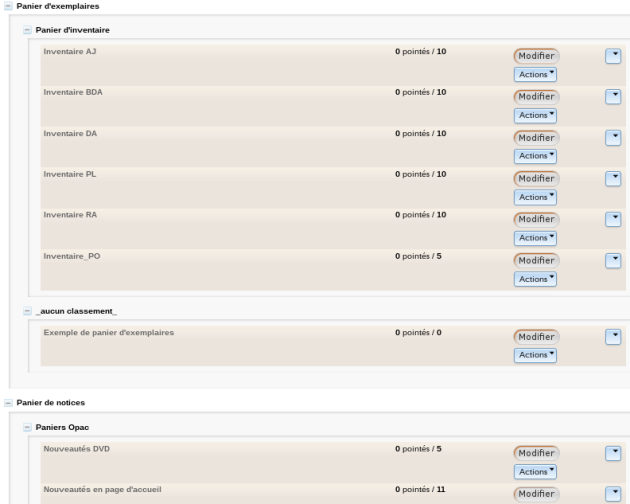 Panier d'exemplaires
Panier d'inventaire
Inventaire AJ 0 pointés / 10 Modifier
Actions
Inventaire BDA 0 pointés / 10 Modifier
Actions
Inventaire DA 0 pointés / 10 Modifier
Actions
Inventaire PL 0 pointés / 10 Modifier
Actions
Inventaire RA 0 pointés / 10 Modifier
Actions
Inventaire_PO 0 pointés / 5 Modifier
Actions
_aucun classement_
Exemple de panier d'exemplaires 0 pointés / 0 Modifier
Actions
Panier de notices
Paniers Opac
Nouveautés DVD 0 pointés / 5 Modifier
Actions
Nouveautés en page d'accueil 0 pointés / 11 Modifier